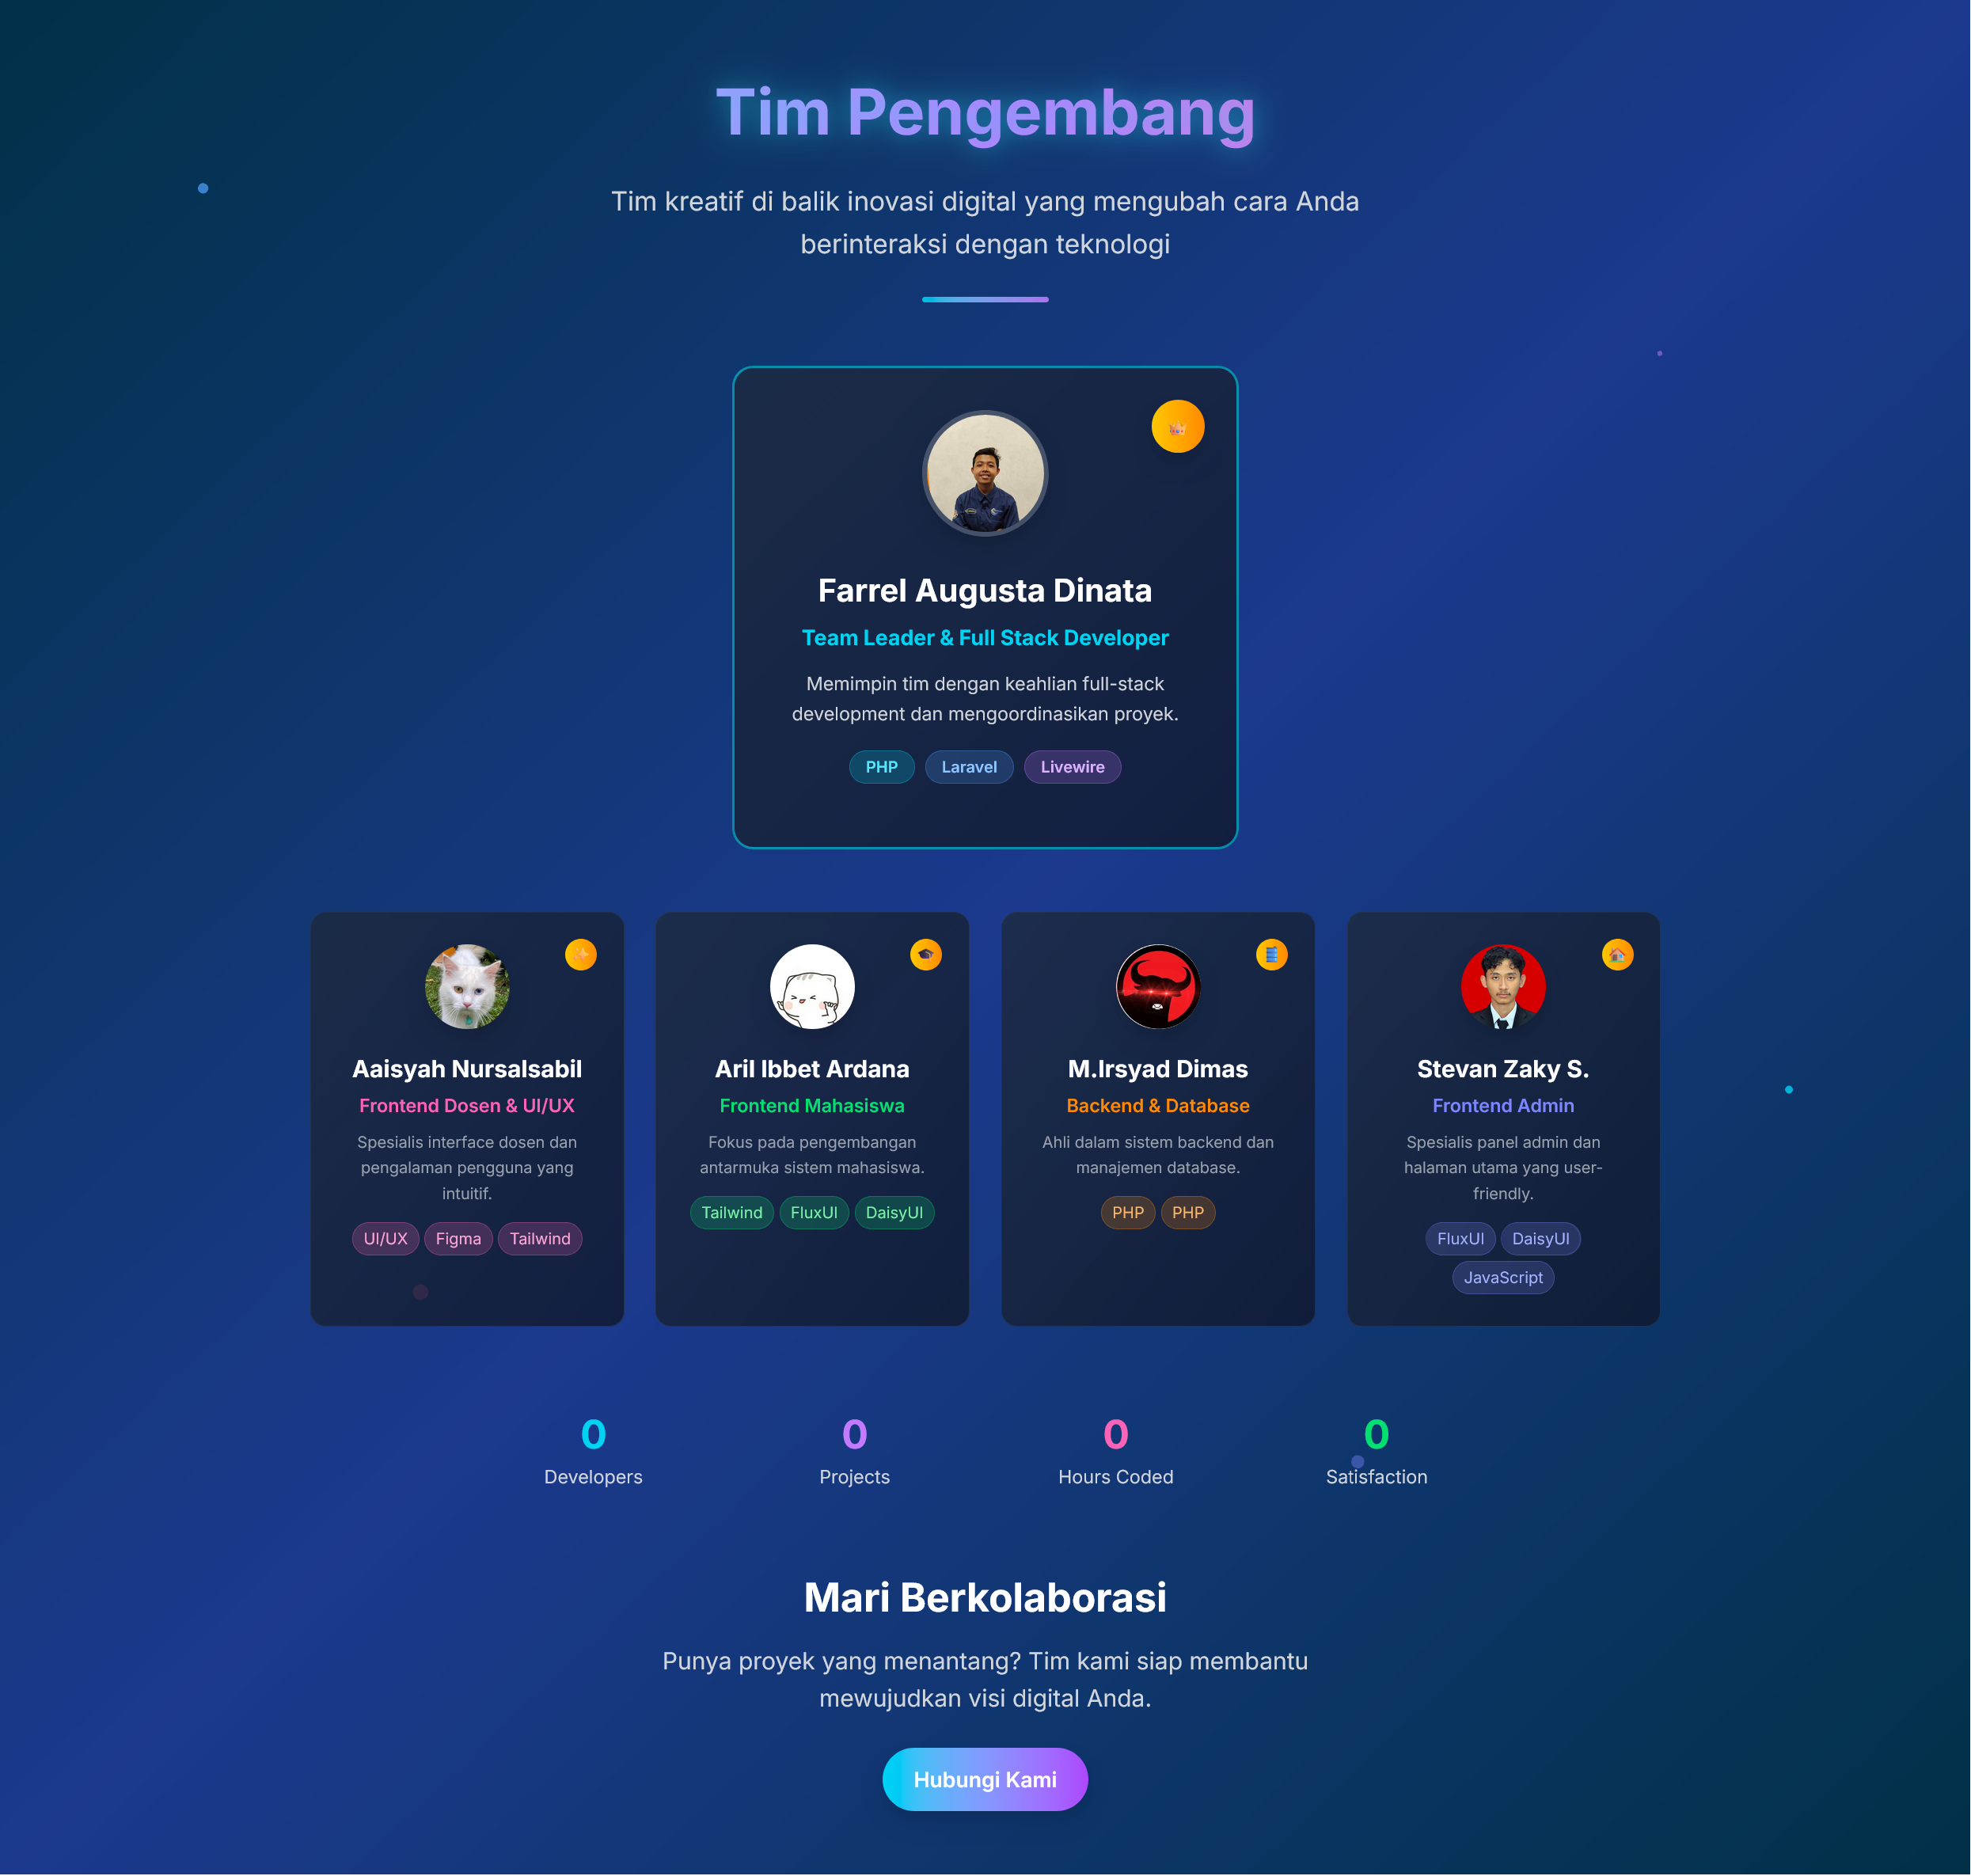 Tim Pengembang
Tim kreatif di balik inovasi digital yang mengubah cara Anda
berinteraksi dengan teknologi
Farrel Augusta Dinata
Team Leader & Full Stack Developer
Memimpin tim dengan keahlian full-stack
development dan mengoordinasikan proyek.
PHP Laravel Livewire
Aaisyah Nursalsabil
Frontend Dosen & UI/UX
Spesialis interface dosen dan
pengalaman pengguna yang
intuitif.
UI/UX Figma Tailwind
Aril Ibbet Ardana
Frontend Mahasiswa
Fokus pada pengembangan
antarmuka sistem mahasiswa.
Tailwind FluxUI DaisyUI
M.Irsyad Dimas
Backend & Database
Ahli dalam sistem backend dan
manajemen database.
PHP PHP
Stevan Zaky S.
Frontend Admin
Spesialis panel admin dan
halaman utama yang user-
friendly.
FluxUI DaisyUI
JavaScript
0
Developers
0
Projects
0
Hours Coded
0
Satisfaction
Mari Berkolaborasi
Punya proyek yang menantang? Tim kami siap membantu
mewujudkan visi digital Anda.
Hubungi Kami